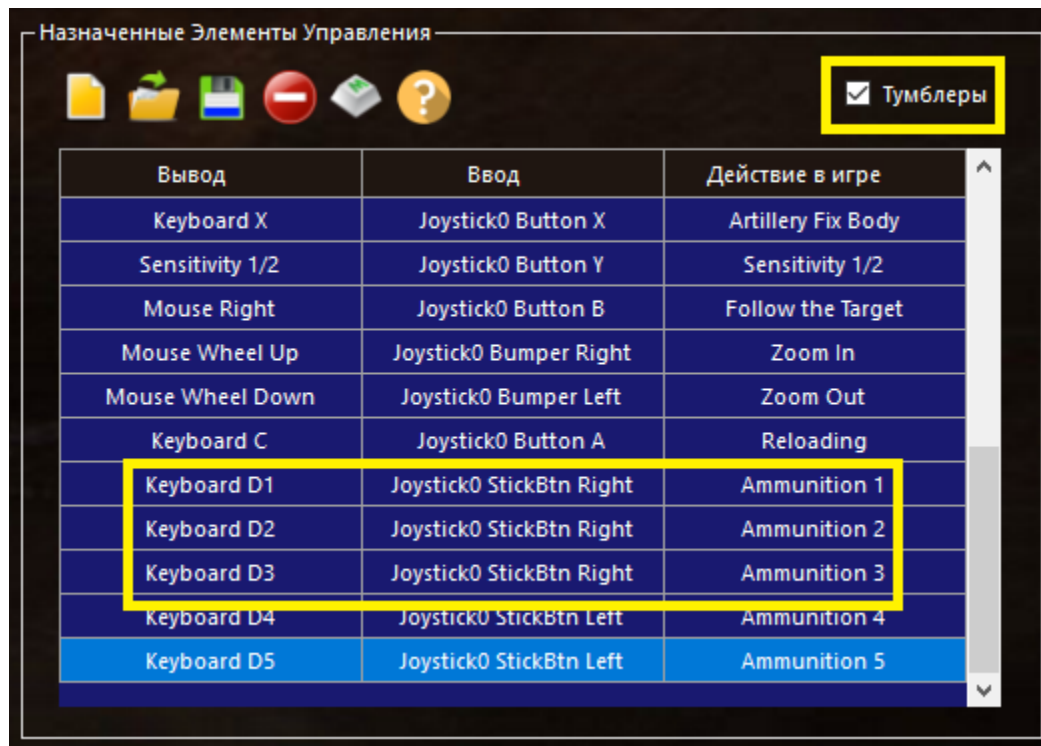 Назначенные Элементы Управления
Тумблеры
Вывод Ввод Действие в игре
Keyboard X Joystick0 Button X Artillery Fix Body
Sensitivity 1/2 Joystick0 Button Y Sensitivity 1/2
Mouse Right Joystick0 Button B Follow the Target
Mouse Wheel Up Joystick0 Bumper Right Zoom In
Mouse Wheel Down Joystick0 Bumper Left Zoom Out
Keyboard C Joystick0 Button A Reloading
Keyboard D1 Joystick0 StickBtn Right Ammunition 1
Keyboard D2 Joystick0 StickBtn Right Ammunition 2
Keyboard D3 Joystick0 StickBtn Right Ammunition 3
Keyboard D4 Joystick0 StickBtn Left Ammunition 4
Keyboard D5 Joystick0 StickBtn Left Ammunition 5